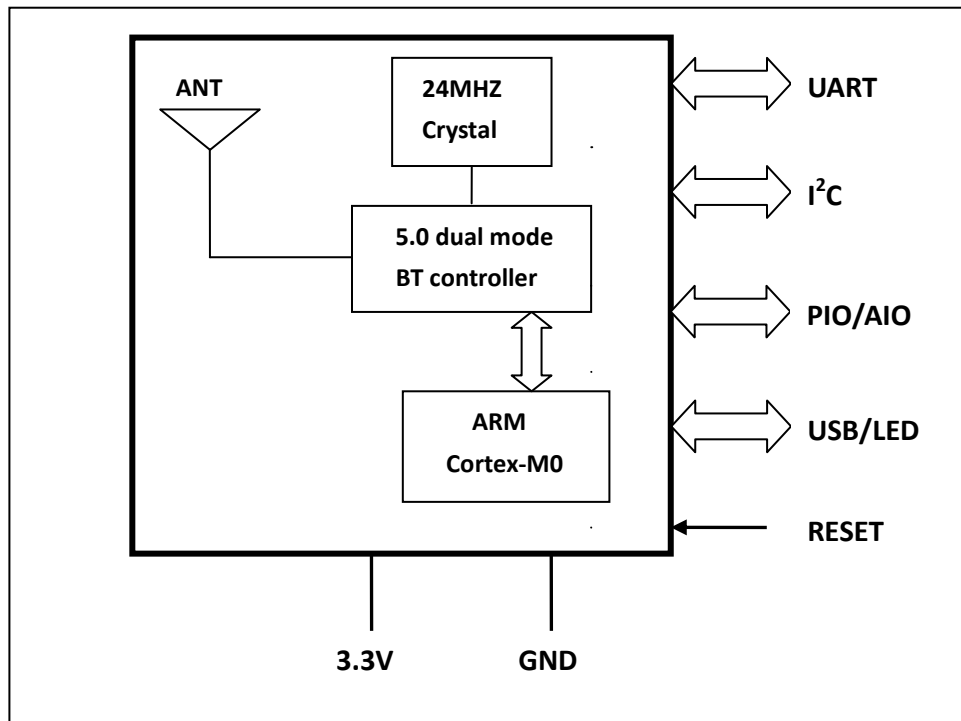 ANT
24MHZ
Crystal
5.0 dual mode
BT controller
ARM
Cortex-M0
UART
I²C
PIO/AIO
USB/LED
RESET
3.3V
GND